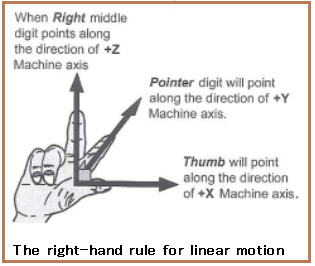 When Right middle
digit points along
the direction of +Z
Machine axis
Pointer digit will point
along the direction of +Y
Machine axis.
Thumb will point
along the direction
of +X Machine axis.
The right-hand rule for linear motion